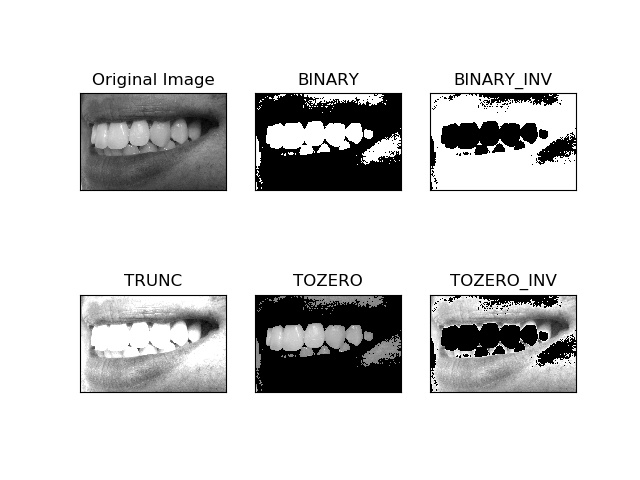 Original Image
BINARY
BINARY_INV
TRUNC
TOZERO
TOZERO_INV